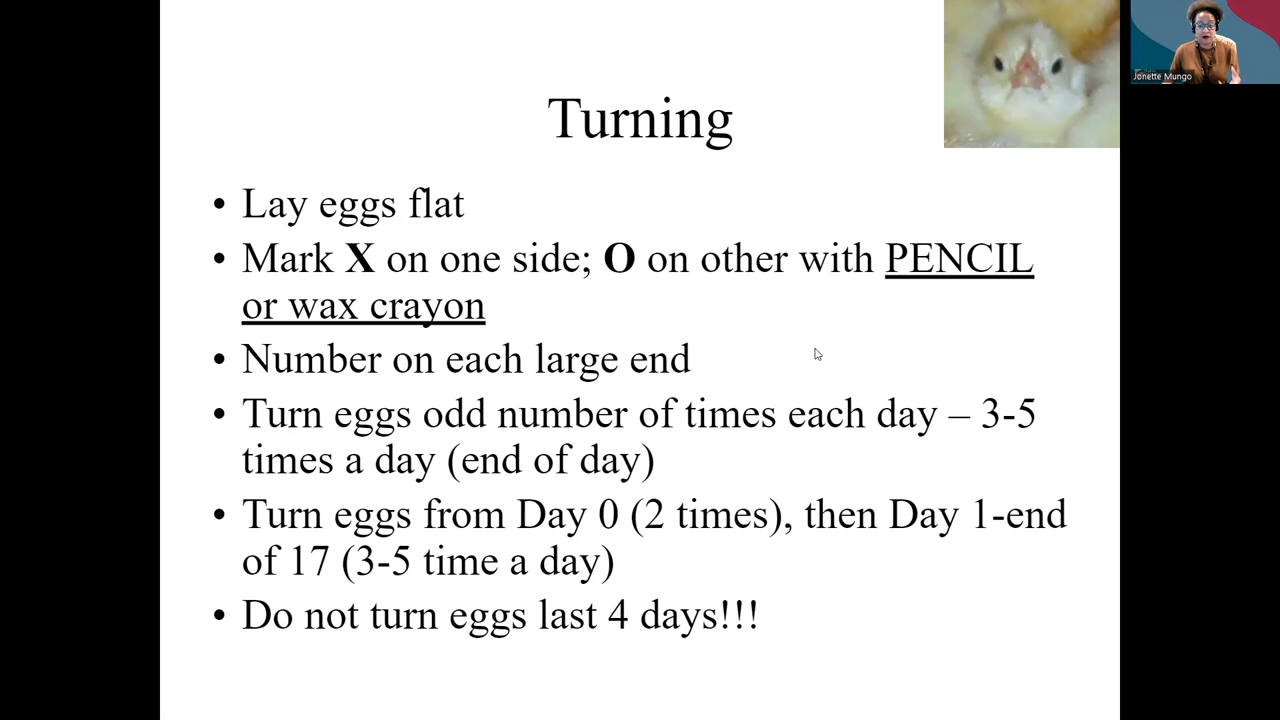 Jonette Mungo
Turning
• Lay eggs flat
• Mark X on one side; O on other with PENCIL
or wax crayon
• Number on each large end
• Turn eggs odd number of times each day – 3-5
times a day (end of day)
• Turn eggs from Day 0 (2 times), then Day 1-end
of 17 (3-5 time a day)
• Do not turn eggs last 4 days!!!